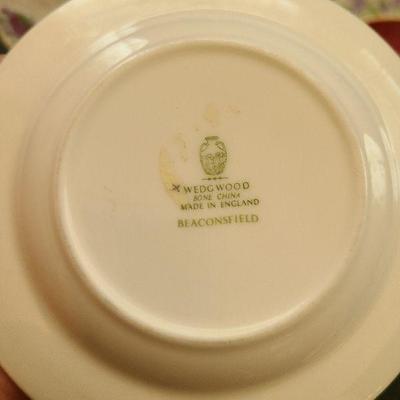 WEDGWOOD
BONE CHINA
MADE IN ENGLAND
BEACONSFIELD